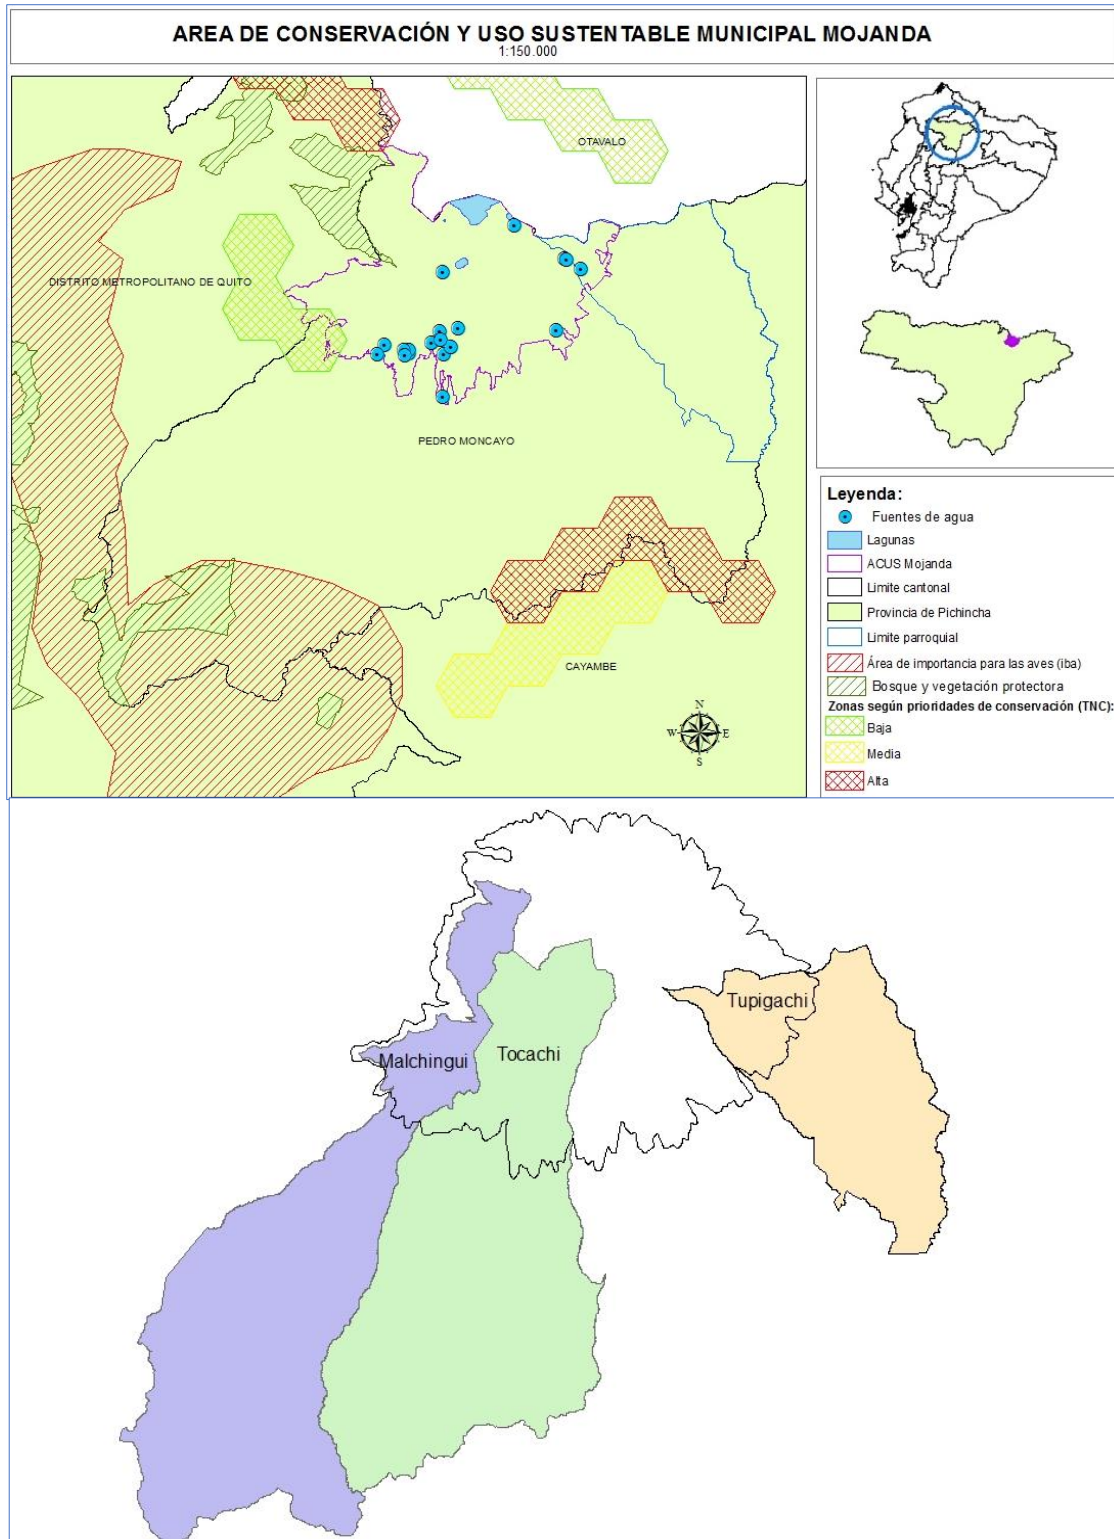 AREA DE CONSERVACIÓN Y USO SUSTENTABLE MUNICIPAL MOJANDA
1:150.000
OTAVALO
DISTRITO METROPOLITANO DE QUITO
PEDRO MONCAYO
CAYAMBE
N
W
E
S
Leyenda:
Fuentes de agua
Lagunas
ACUS Mojanda
Limite cantonal
Provincia de Pichincha
Limite parroquial
Área de importancia para las aves (iba)
Bosque y vegetación protectora
Zonas según prioridades de conservación (TNC):
Baja
Media
Alta
Malchingui
Tocachi
Tupigachi